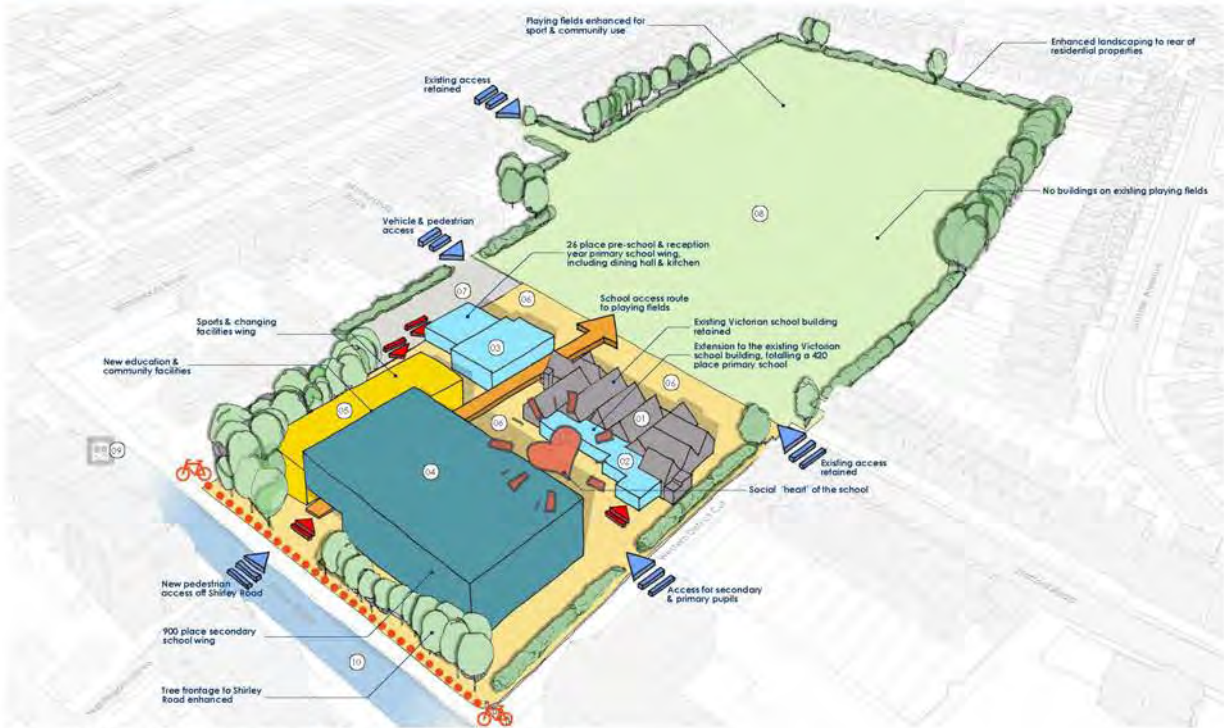 Playing fields enhanced for
sport & community use
Enhanced landscaping to rear of
residential properties
Existing access
retained
No buildings on existing playing fields
08
Vehicle & pedestrian
access
26 place pre-school & reception
year primary school wing,
including dining hall & kitchen
07
06
School access route
to playing fields
Sports & changing
facilities wing
Existing Victorian school building
retained
03
Extension to the existing Victorian
school building, totalling a 420
place primary school
New education &
community facilities
06
05
06
01
09
04
02
Existing access
retained
Social 'heart' of the school
Western District Cut
New pedestrian
access off Shirley Road
Access for secondary
& primary pupils
900 place secondary
school wing
10
Tree frontage to Shirley
Road enhanced